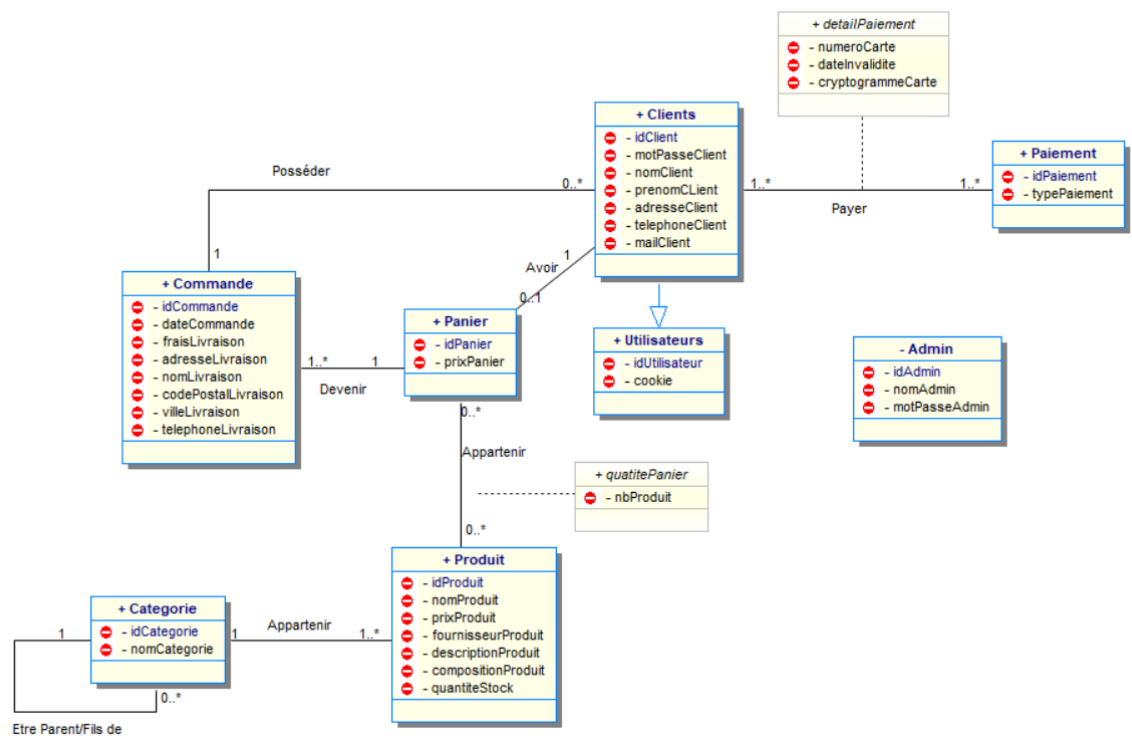 + detailPaiement
- numeroCarte
- dateInvalidite
- cryptogrammeCarte
+ Clients
- idClient
- motPasseClient
- nomClient
- prenomCLient
- adresseClient
- telephoneClient
- mailClient
+ Paiement
- idPaiement
- typePaiement
Posséder
0..*
1
1..*
1..*
Payer
Avoir
1
0..1
+ Commande
- idCommande
- dateCommande
- fraisLivraison
- adresseLivraison
- nomLivraison
- codePostalLivraison
- villeLivraison
- telephoneLivraison
1..*
1
Devenir
+ Panier
- idPanier
- prixPanier
+ Utilisateurs
- idUtilisateur
- cookie
- Admin
- idAdmin
- nomAdmin
- motPasseAdmin
0..*
Appartenir
0..*
+ quatitePanier
- nbProduit
+ Produit
- idProduit
- nomProduit
- prixProduit
- fournisseurProduit
- descriptionProduit
- compositionProduit
- quantiteStock
+ Categorie
- idCategorie
- nomCategorie
1
Appartenir
1..*
1
0..*
Etre Parent/Fils de